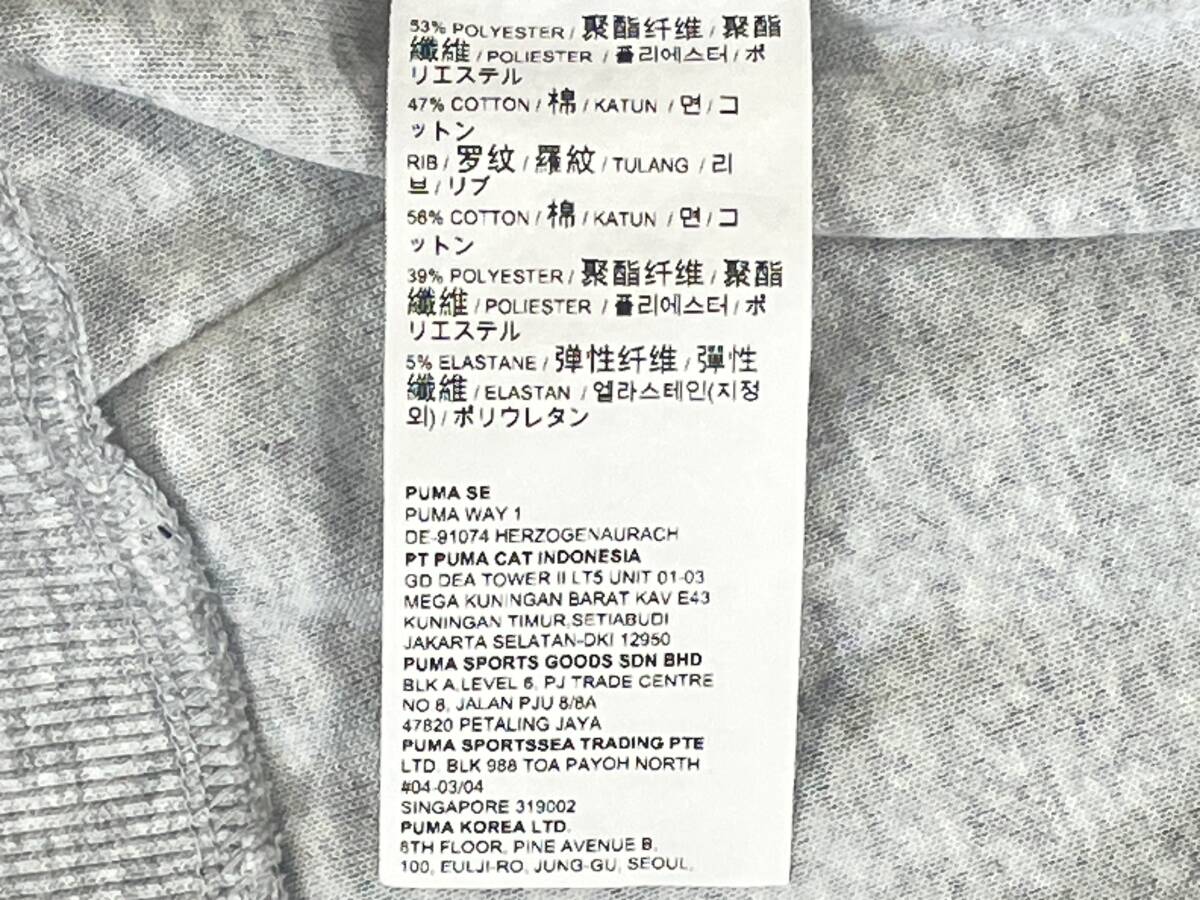 53% POLYESTER / 聚酯纤维 / 聚酯
纖維 / POLIESTER / 폴리에스터 / ポ
リエステル
47% COTTON / 棉 / KATUN / 면 / コ
ットン
RIB / 罗纹 / 羅紋 / TULANG / 리
브 / リブ
56% COTTON / 棉 / KATUN / 면 / コ
ットン
39% POLYESTER / 聚酯纤维 / 聚酯
纖維 / POLIESTER / 폴리에스터 / ポ
リエステル
5% ELASTANE / 弹性纤维 / 彈性
纖維 / ELASTAN / 엘라스테인(지정
외) / ポリウレタン
PUMA SE
PUMA WAY 1
DE-91074 HERZOGENAURACH
PT PUMA CAT INDONESIA
GD DEA TOWER II LT5 UNIT 01-03
MEGA KUNINGAN BARAT KAV E43
KUNINGAN TIMUR,SETIABUDI
JAKARTA SELATAN-DKI 12950
PUMA SPORTS GOODS SDN BHD
BLK A,LEVEL 6, PJ TRADE CENTRE
NO 8, JALAN PJU 8/8A
47820 PETALING JAYA
PUMA SPORTSSEA TRADING PTE
LTD. BLK 988 TOA PAYOH NORTH
#04-03/04
SINGAPORE 319002
PUMA KOREA LTD.
8TH FLOOR, PINE AVENUE B,
100, EULJI-RO, JUNG-GU, SEOUL,